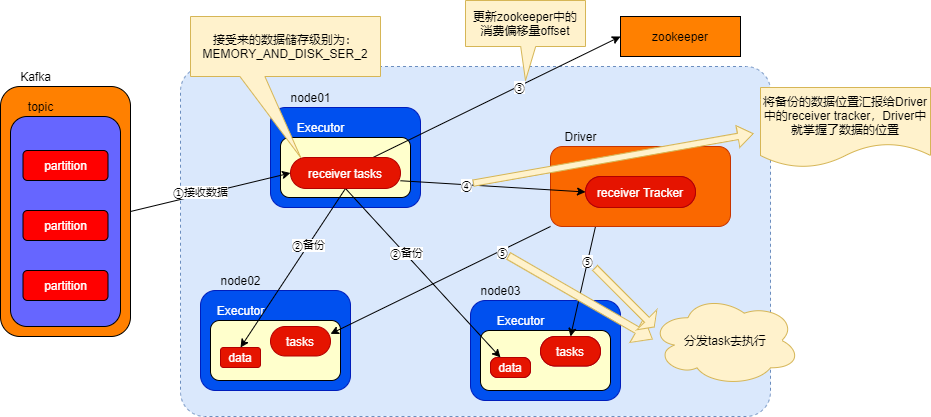 更新zookeeper中的
消费偏移量offset
接受来的数据储存级别为：
MEMORY_AND_DISK_SER_2
zookeeper
Kafka
topic
partition
partition
partition
①接收数据
node01
Executor
receiver tasks
③
将备份的数据位置汇报给Driver
中的receiver tracker，Driver中
就掌握了数据的位置
Driver
④
receiver Tracker
②备份
②备份
⑤
⑤
node02
Executor
data
tasks
node03
Executor
data
tasks
分发task去执行